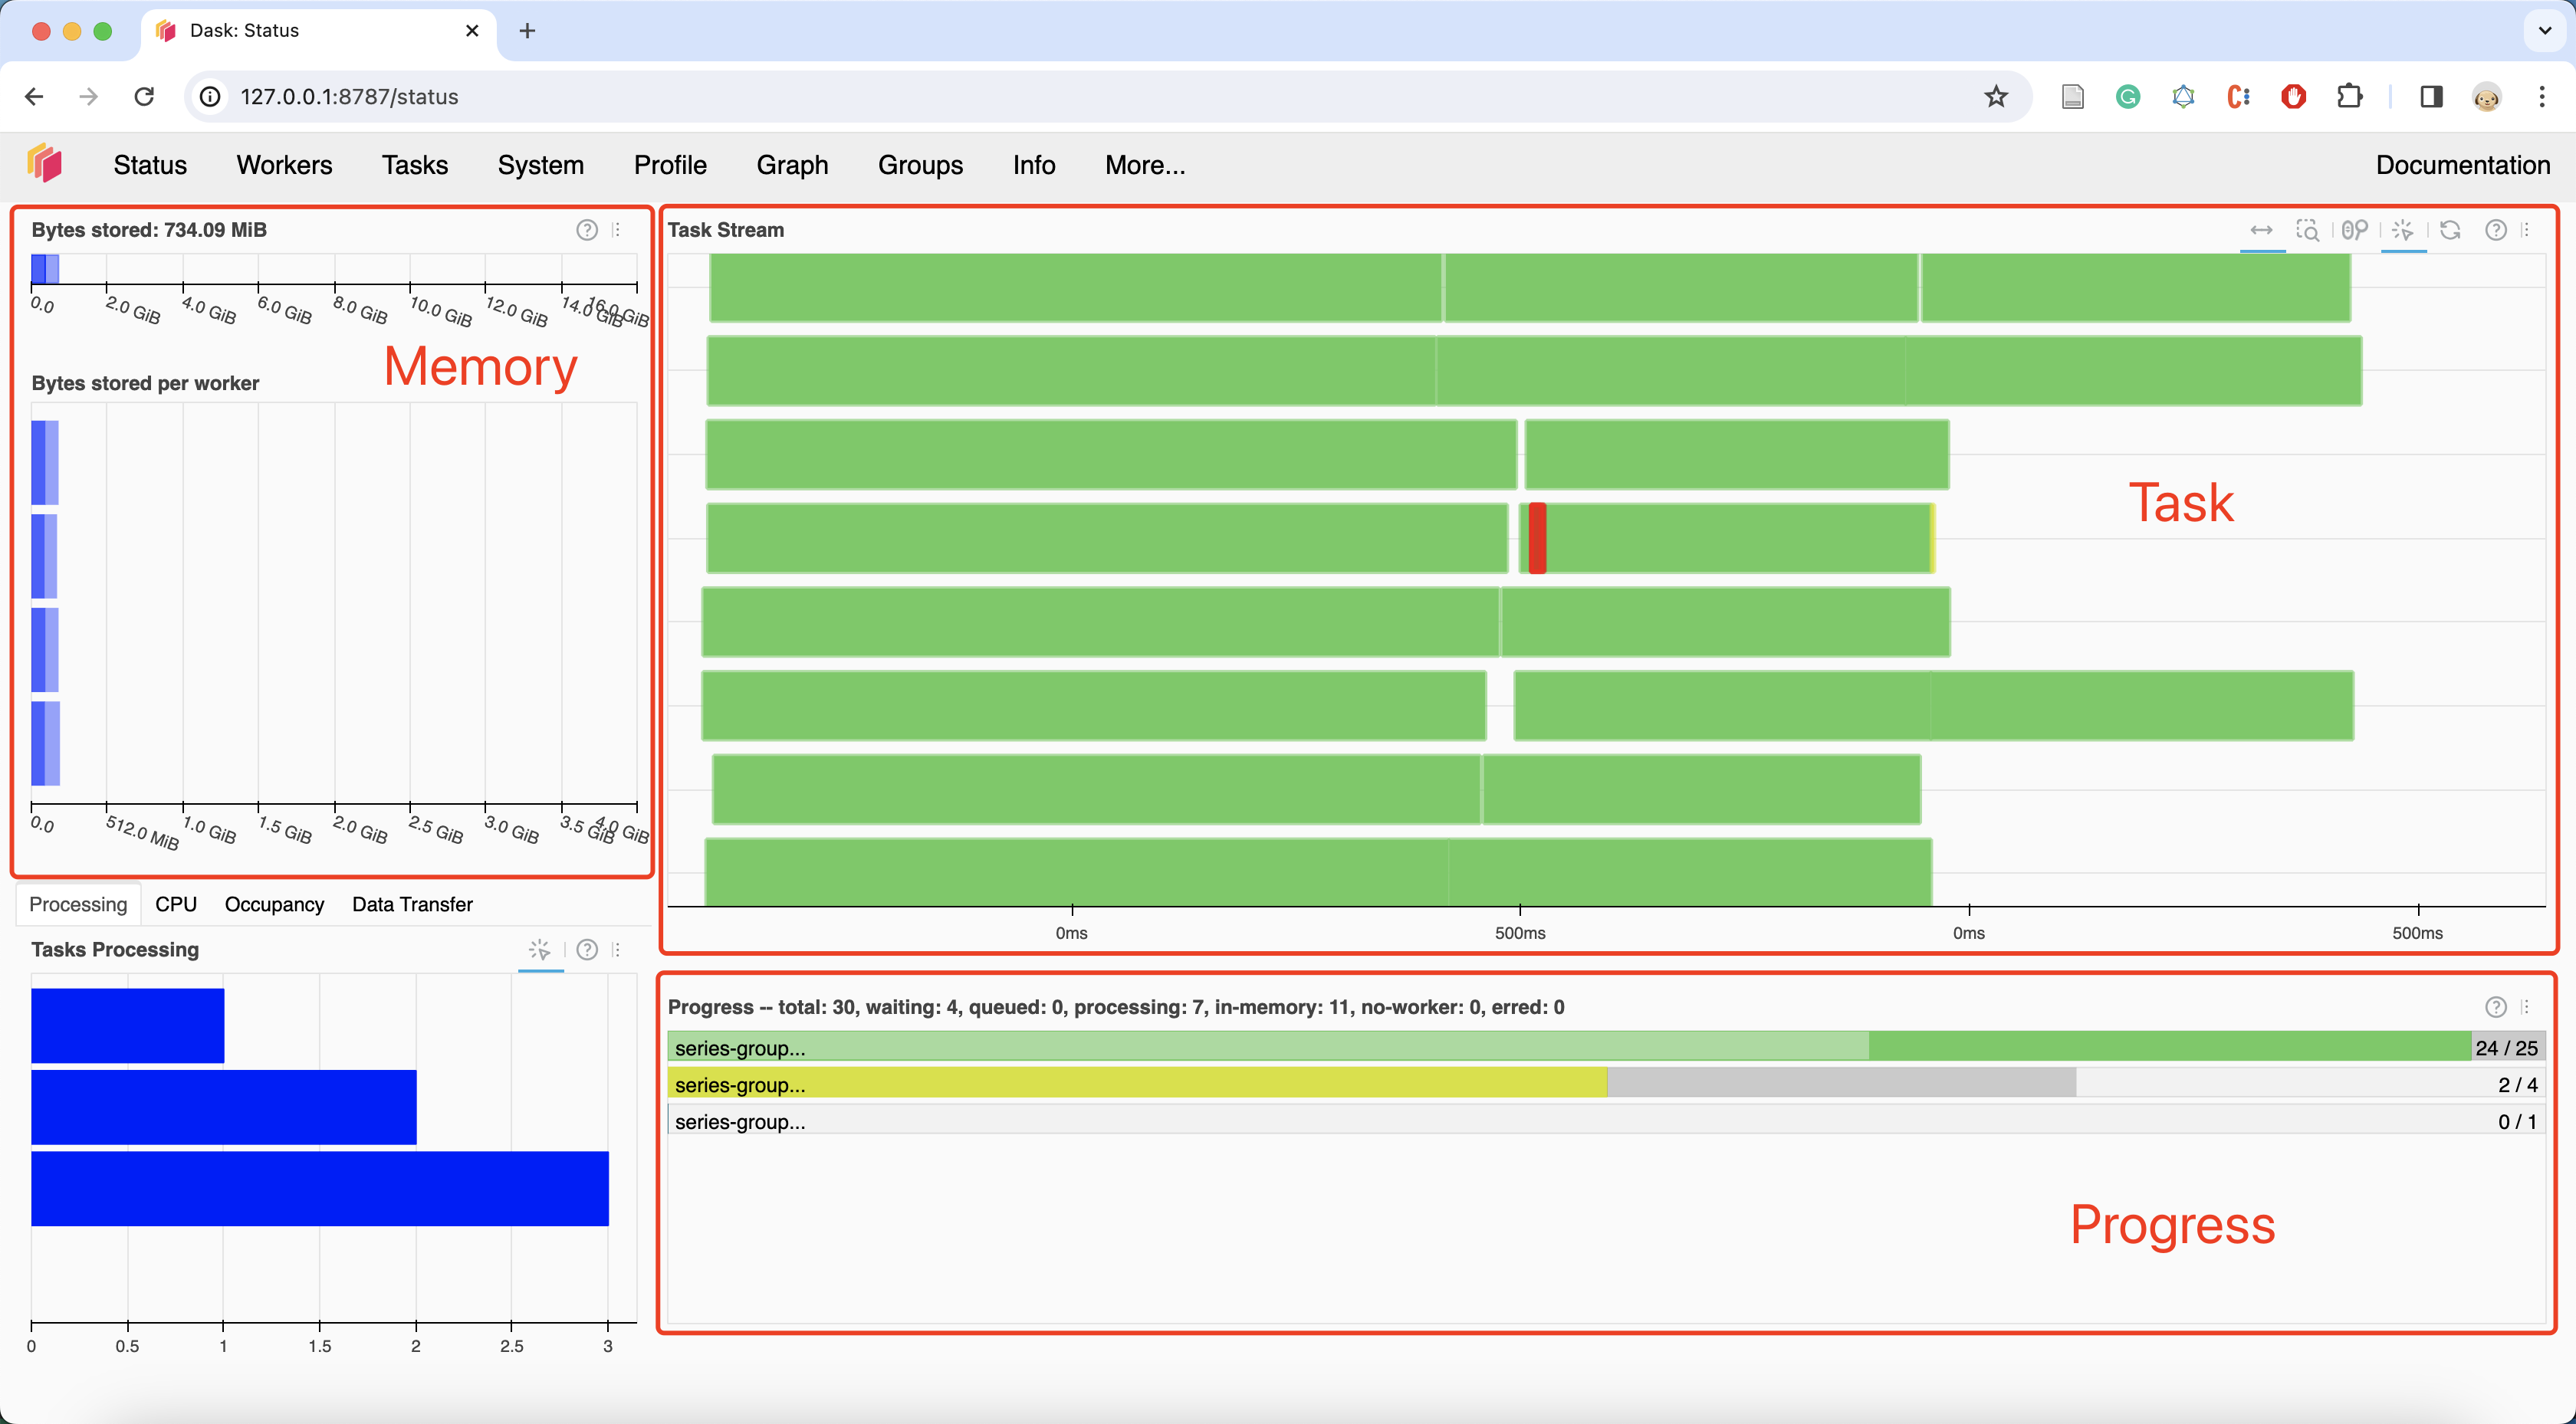 Dask: Status
127.0.0.1:8787/status
Status Workers Tasks System Profile Graph Groups Info More... Documentation
Bytes stored: 734.09 MiB
0.0 2.0 GiB 4.0 GiB 6.0 GiB 8.0 GiB 10.0 GiB 12.0 GiB 14.0 GiB 16.0 GiB
Memory
Bytes stored per worker
0.0 512.0 MiB 1.0 GiB 1.5 GiB 2.0 GiB 2.5 GiB 3.0 GiB 3.5 GiB 4.0 GiB
Processing CPU Occupancy Data Transfer
Tasks Processing
0 0.5 1 1.5 2 2.5 3
Task Stream
Task
0ms 500ms 0ms 500ms
Progress -- total: 30, waiting: 4, queued: 0, processing: 7, in-memory: 11, no-worker: 0, erred: 0
series-group... 24 / 25
series-group... 2 / 4
series-group... 0 / 1
Progress